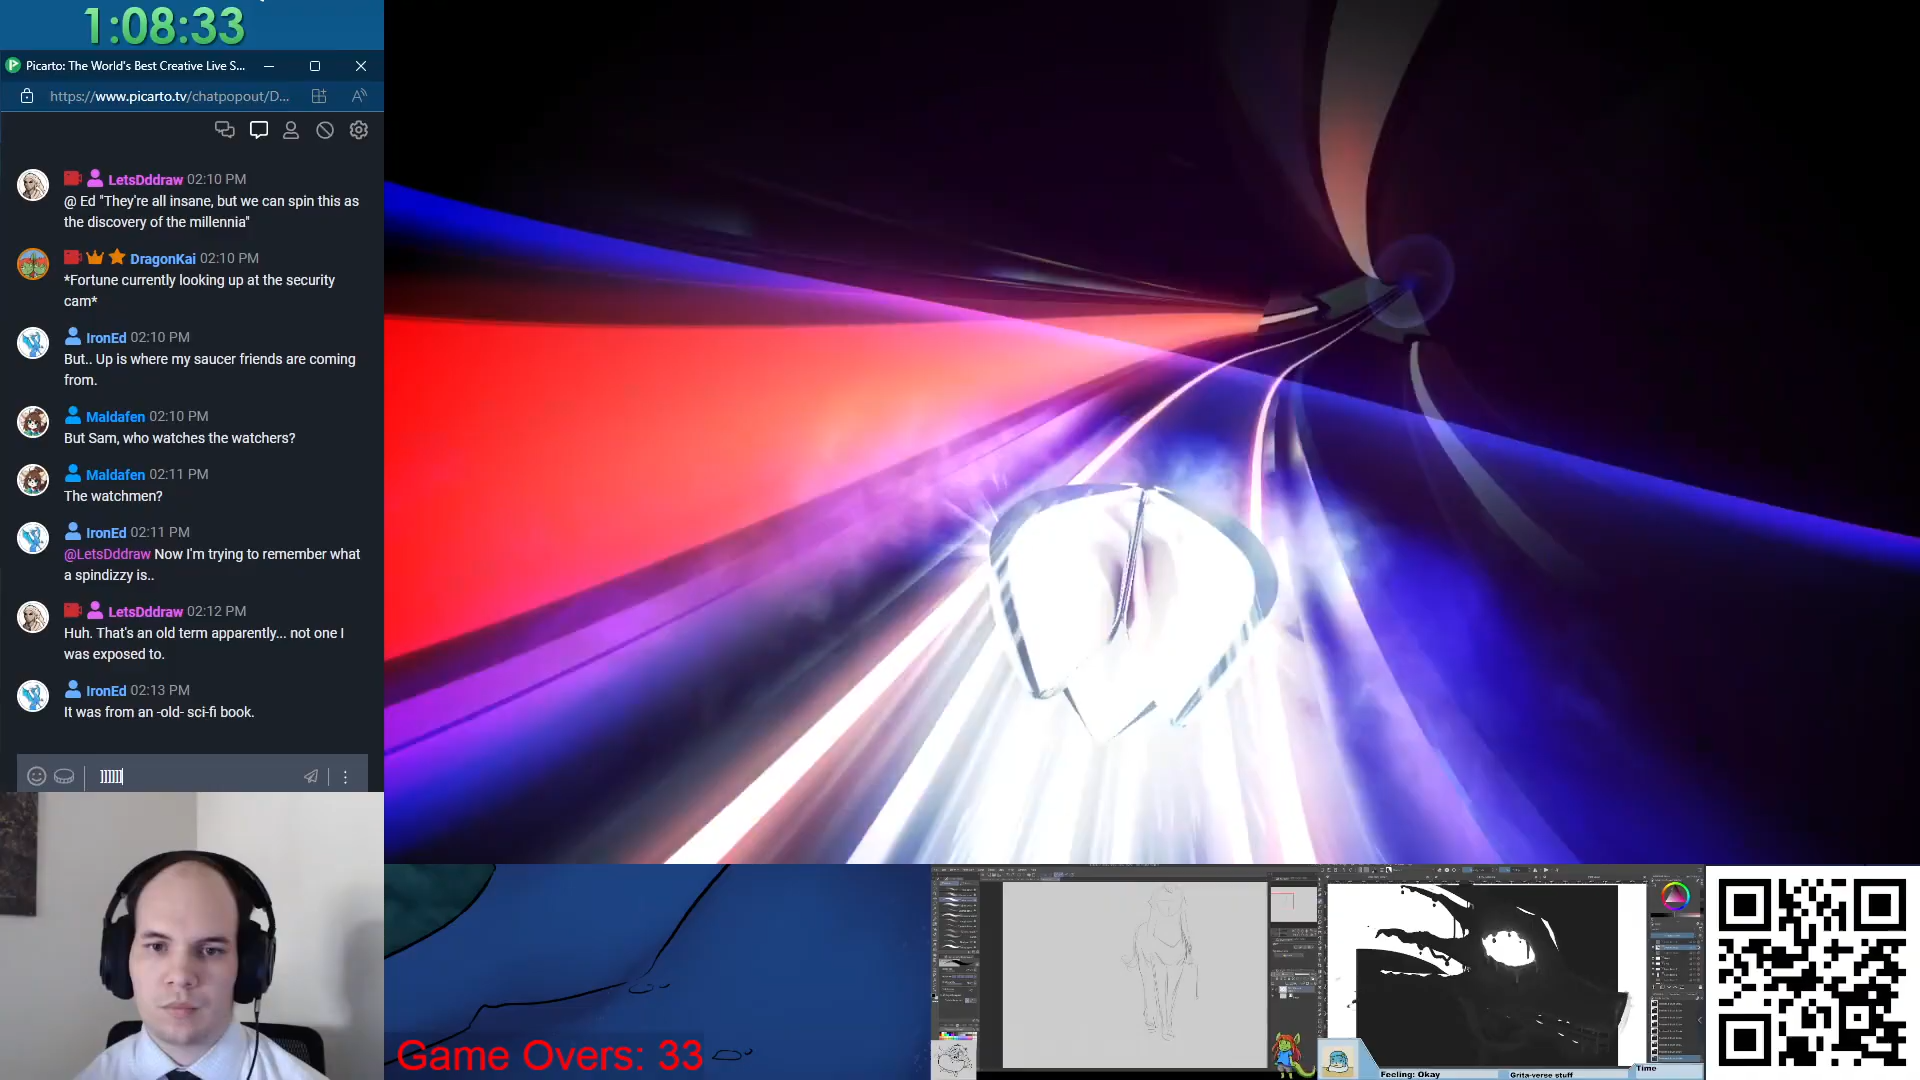 1:08:33
Picarto: The World's Best Creative Live S...
https://www.picarto.tv/chatpopout/D...
LetsDddraw 02:10 PM
@ Ed "They're all insane, but we can spin this as
the discovery of the millennia"
DragonKai 02:10 PM
*Fortune currently looking up at the security
cam*
IronEd 02:10 PM
But.. Up is where my saucer friends are coming
from.
Maldafen 02:10 PM
But Sam, who watches the watchers?
Maldafen 02:11 PM
The watchmen?
IronEd 02:11 PM
@LetsDddraw Now I'm trying to remember what
a spindizzy is..
LetsDddraw 02:12 PM
Huh. That's an old term apparently... not one I
was exposed to.
IronEd 02:13 PM
It was from an -old- sci-fi book.
Game Overs: 33
Feeling: Okay
Grita-verse stuff
Time